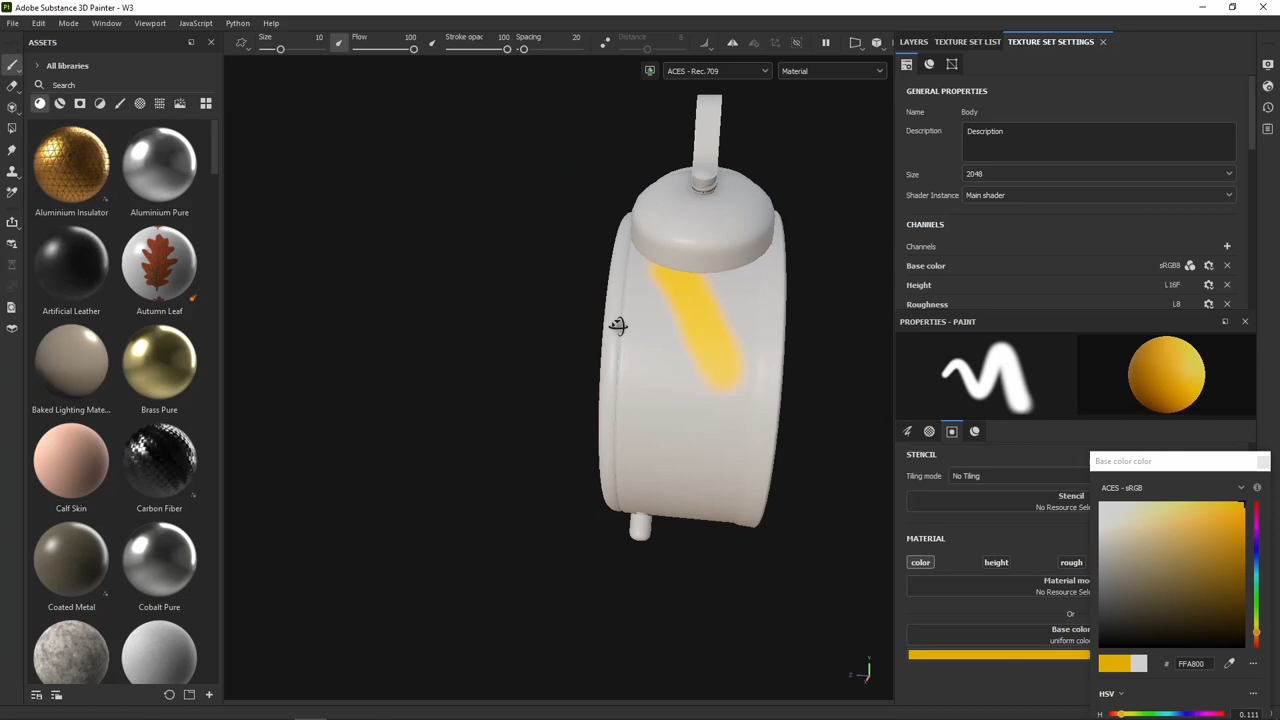 Adobe Substance 3D Painter - W3
File Edit Mode Window Viewport JavaScript Python Help
ASSETS
Size 10 Flow 100 Stroke opa... 100 Spacing 20 Distance 8
LAYERS TEXTURE SET LIST TEXTURE SET SETTINGS
All libraries
Search
ACES - Rec.709 Material
GENERAL PROPERTIES
Name Body
Description Description
Size 2048
Shader Instance Main shader
CHANNELS
Channels
Base color sRGB8
Height L16F
Roughness L8
Aluminium Insulator Aluminium Pure
Artificial Leather Autumn Leaf
Baked Lighting Mate... Brass Pure
Calf Skin Carbon Fiber
Coated Metal Cobalt Pure
PROPERTIES - PAINT
STENCIL
Tiling mode No Tiling
Stencil
No Resource Sele
MATERIAL
color height rough
Material mo
No Resource Sele
Or
Base colo
uniform colo
Base color color
ACES - sRGB
# FFA800
HSV
H 0.111
Y
Z